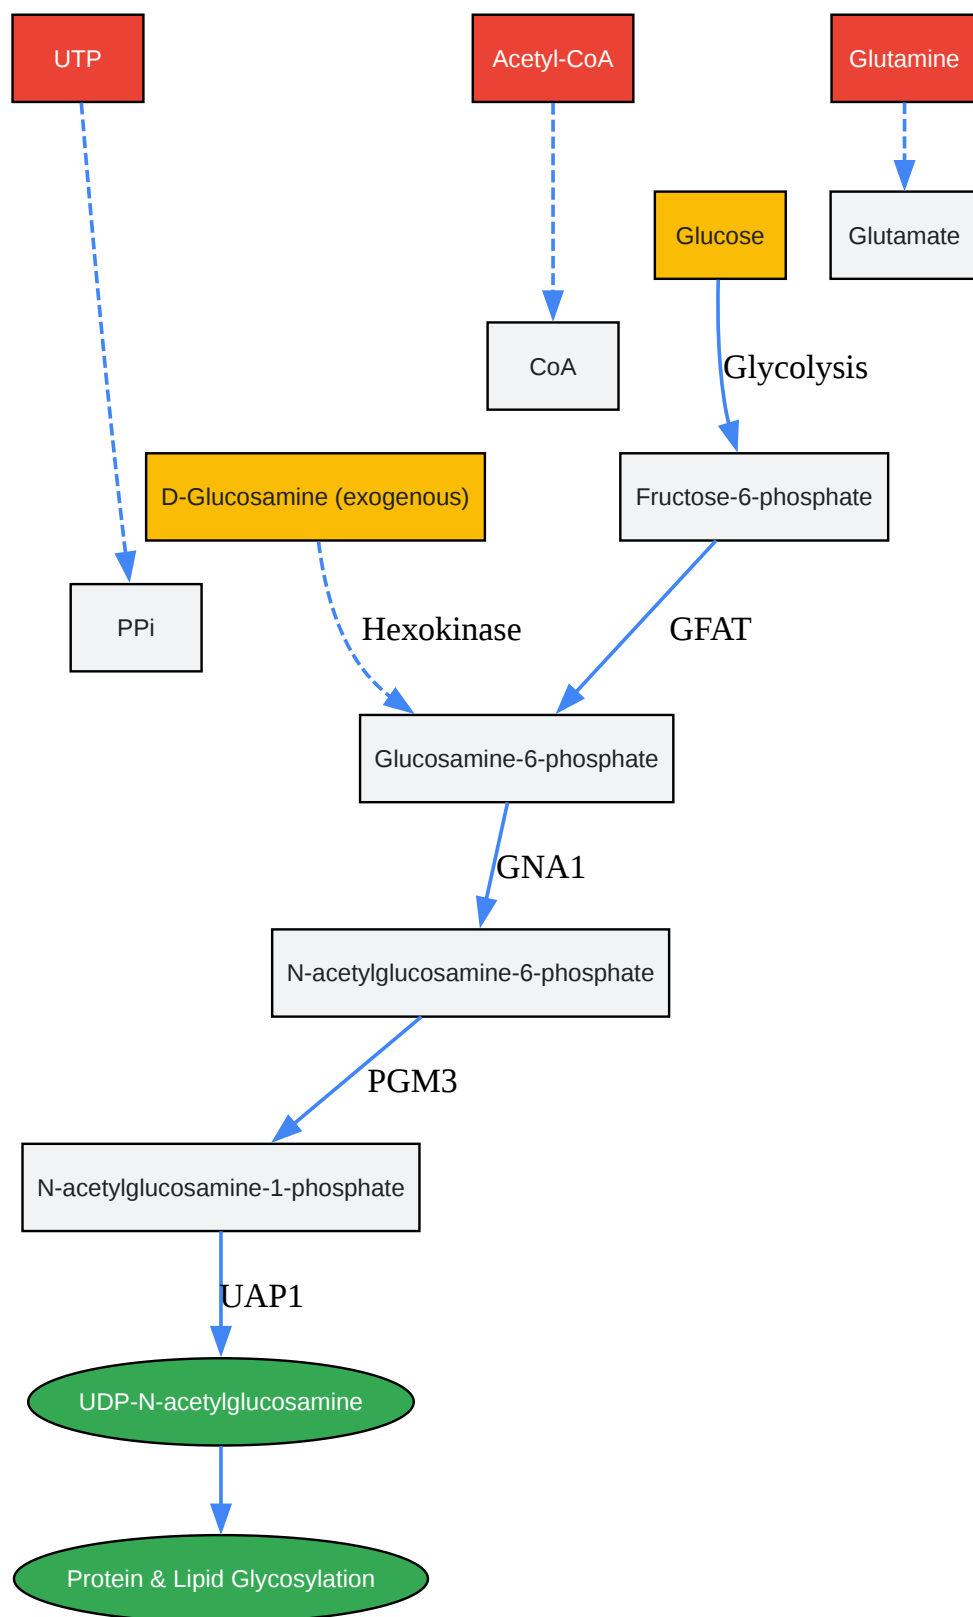 UTP
Acetyl-CoA
Glutamine
Glucose
Glutamate
CoA
Glycolysis
D-Glucosamine (exogenous)
Fructose-6-phosphate
PPi
Hexokinase
GFAT
Glucosamine-6-phosphate
GNA1
N-acetylglucosamine-6-phosphate
PGM3
N-acetylglucosamine-1-phosphate
UAP1
UDP-N-acetylglucosamine
Protein & Lipid Glycosylation